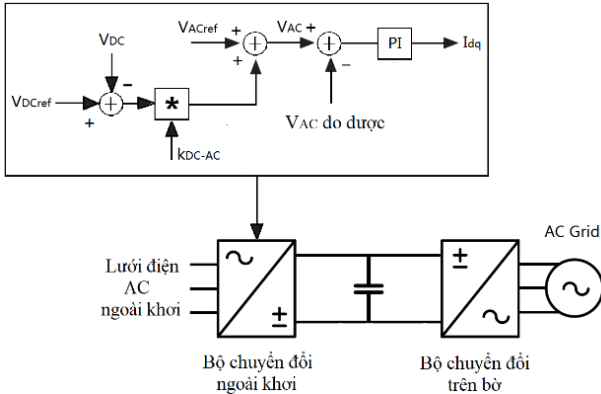 VACref
VAC
PI
Idq
VDC
VDCref
*
kDC-AC
VAC đo được
AC Grid
Lưới điện
AC
ngoài khơi
Bộ chuyển đổi
ngoài khơi
Bộ chuyển đổi
trên bờ